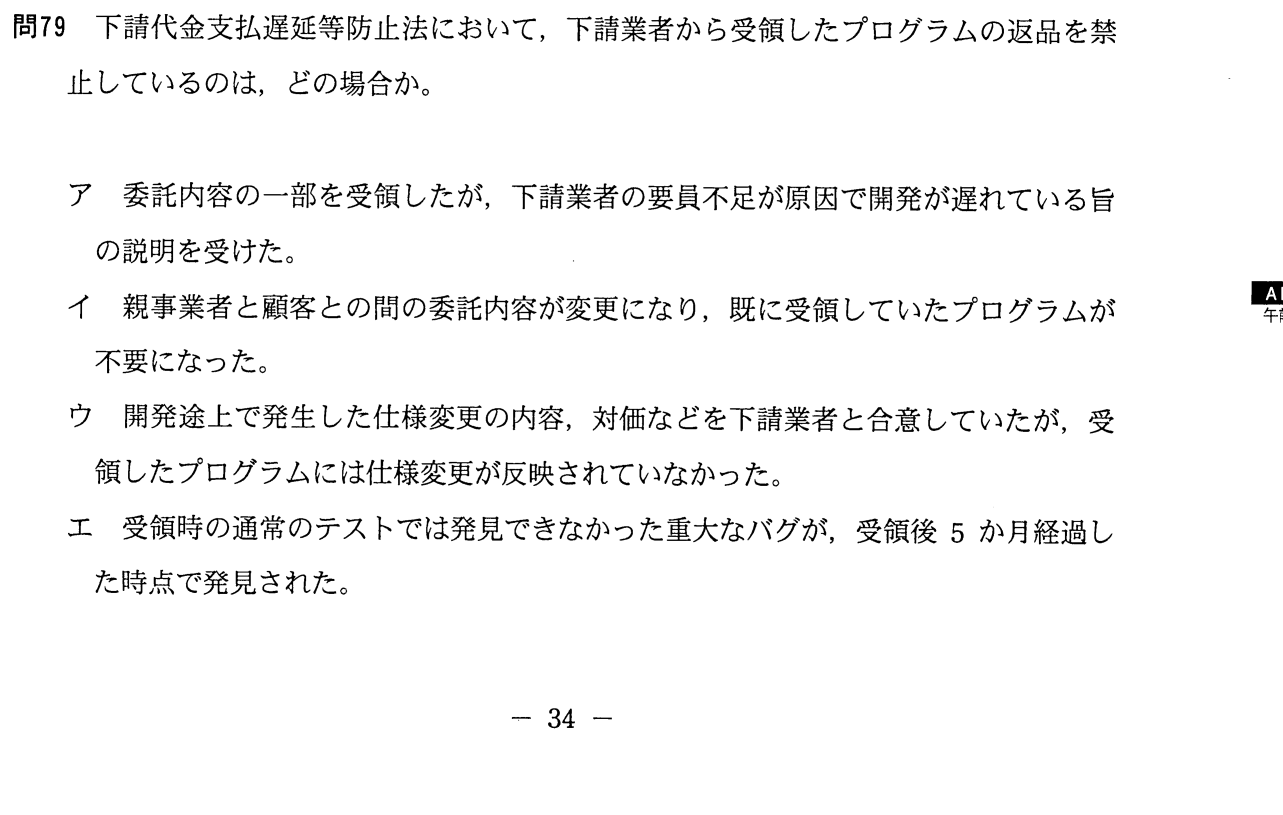 問79　下請代金支払遅延等防止法において，下請業者から受領したプログラムの返品を禁
止しているのは，どの場合か。
ア　委託内容の一部を受領したが，下請業者の要員不足が原因で開発が遅れている旨
の説明を受けた。
イ　親事業者と顧客との間の委託内容が変更になり，既に受領していたプログラムが
不要になった。
ウ　開発途上で発生した仕様変更の内容，対価などを下請業者と合意していたが，受
領したプログラムには仕様変更が反映されていなかった。
エ　受領時の通常のテストでは発見できなかった重大なバグが，受領後 5 か月経過し
た時点で発見された。
－ 34 －